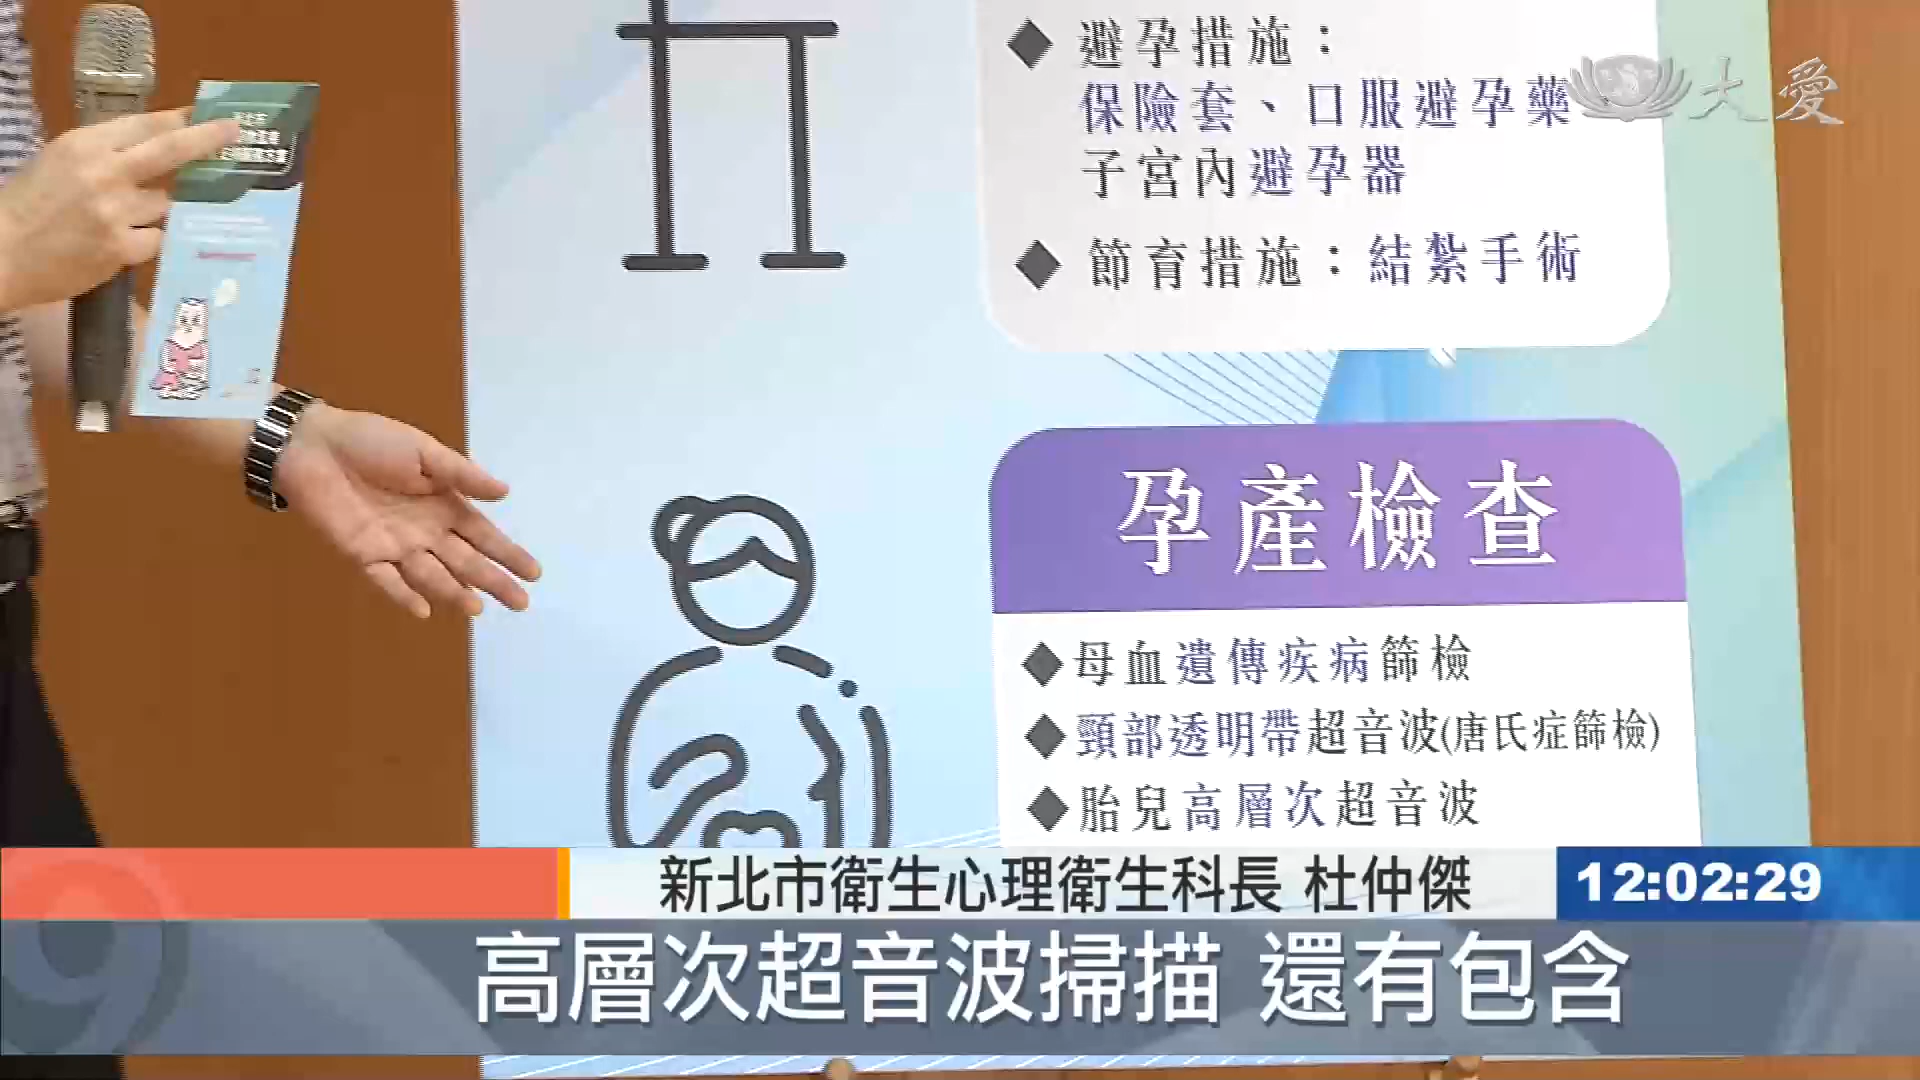 避孕措施：
保險套、口服避孕藥
子宮內避孕器
節育措施：結紮手術
大愛
孕產檢查
母血遺傳疾病篩檢
頸部透明帶超音波(唐氏症篩檢)
胎兒高層次超音波
新北市衛生心理衛生科長 杜仲傑
12:02:29
高層次超音波掃描 還有包含